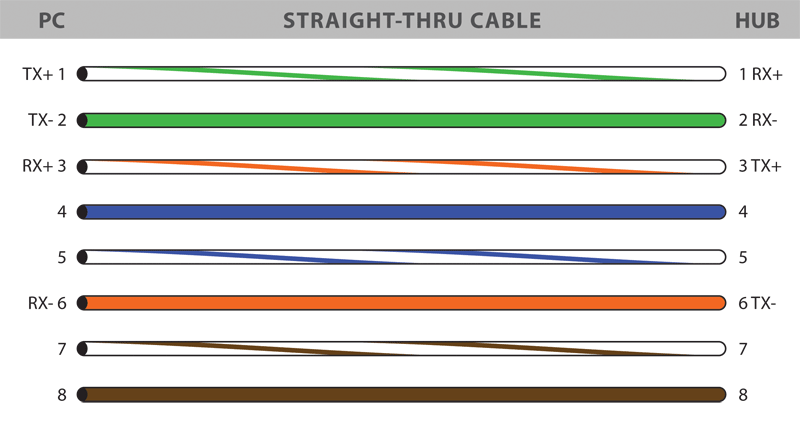 PC STRAIGHT-THRU CABLE HUB
TX+ 1 1 RX+
TX- 2 2 RX-
RX+ 3 3 TX+
4 4
5 5
RX- 6 6 TX-
7 7
8 8